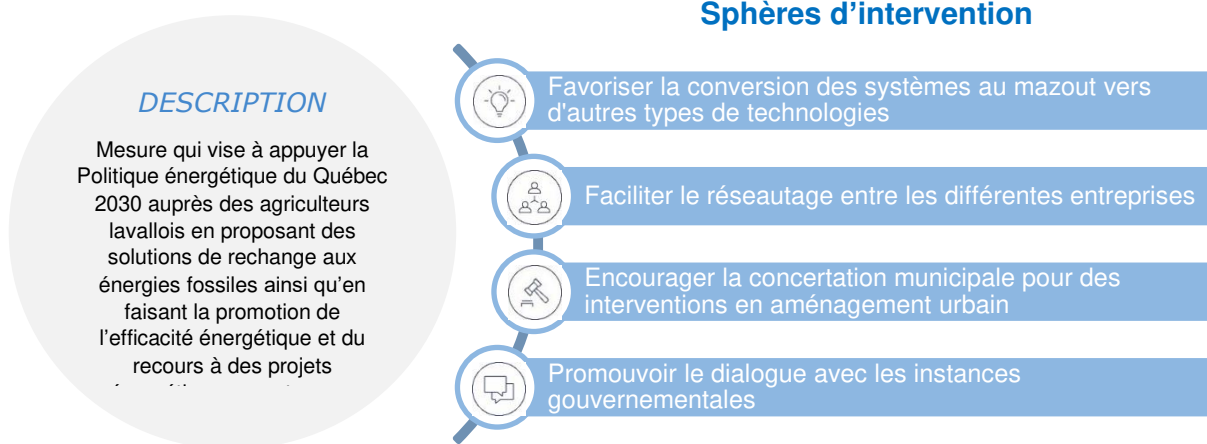 Sphères d'intervention
DESCRIPTION
Mesure qui vise à appuyer la
Politique énergétique du Québec
2030 auprès des agriculteurs
lavallois en proposant des
solutions de rechange aux
énergies fossiles ainsi qu'en
faisant la promotion de
l'efficacité énergétique et du
recours à des projets
Favoriser la conversion des systèmes au mazout vers
d'autres types de technologies
Faciliter le réseautage entre les différentes entreprises
Encourager la concertation municipale pour des
interventions en aménagement urbain
Promouvoir le dialogue avec les instances
gouvernementales